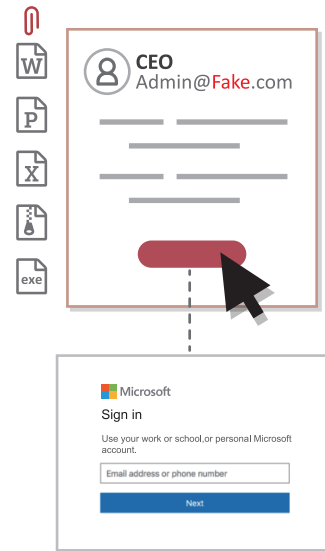 CEO
Admin@Fake.com
W
P
X
exe
Microsoft
Sign in
Use your work or school,or personal Microsoft
account.
Email address or phone number
Next